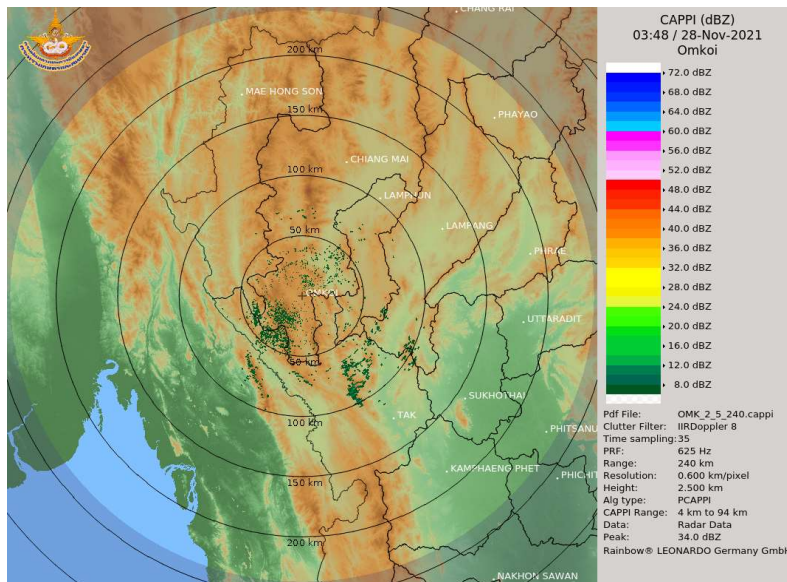 CAPPI (dBZ)
03:48 / 28-Nov-2021
Omkoi
72.0 dBZ
68.0 dBZ
64.0 dBZ
60.0 dBZ
56.0 dBZ
52.0 dBZ
48.0 dBZ
44.0 dBZ
40.0 dBZ
36.0 dBZ
32.0 dBZ
28.0 dBZ
24.0 dBZ
20.0 dBZ
16.0 dBZ
12.0 dBZ
8.0 dBZ
Pdf File: OMK_2_5_240.cappi
Clutter Filter: IIRDoppler 8
Time sampling:35
PRF: 625 Hz
Range: 240 km
Resolution: 0.600 km/pixel
Height: 2.500 km
Alg type: PCAPPI
CAPPI Range: 4 km to 94 km
Data: Radar Data
Peak: 34.0 dBZ
Rainbow® LEONARDO Germany GmbH
CHANG RAI
200 km
MAE HONG SON
150 km
PHAYAO
CHIANG MAI
100 km
LAMPHUN
LAMPANG
50 km
PHRAE
OMKOI
UTTARADIT
50 km
SUKHOTHAI
TAK
100 km
PHITSANU
KAMPHAENG PHET
PHICHIT
150 km
200 km
NAKHON SAWAN